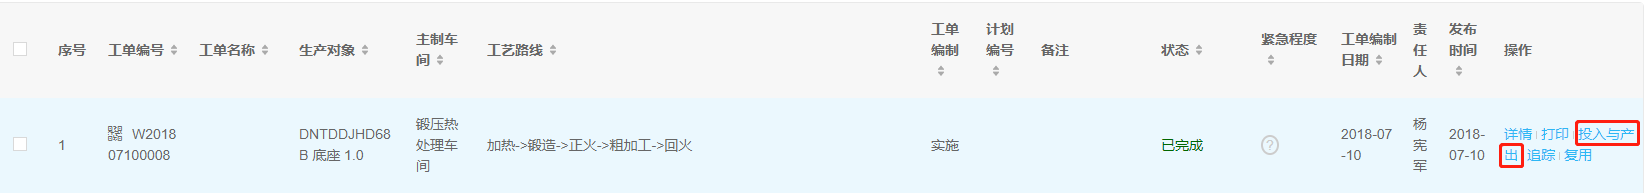 序号
工单编号
工单名称
生产对象
主制车
间
工艺路线
工单
编制
计划
编号
备注
状态
紧急程度
工单编制
日期
责
任
人
发布
时间
操作
1
W2018
07100008
DNTDDJHD68
B 底座 1.0
锻压热
处理车
间
加热->锻造->正火->粗加工->回火
实施
已完成
?
2018-07
-10
杨
宪
军
2018-
07-10
详情 打印 投入与产
出 追踪 复用